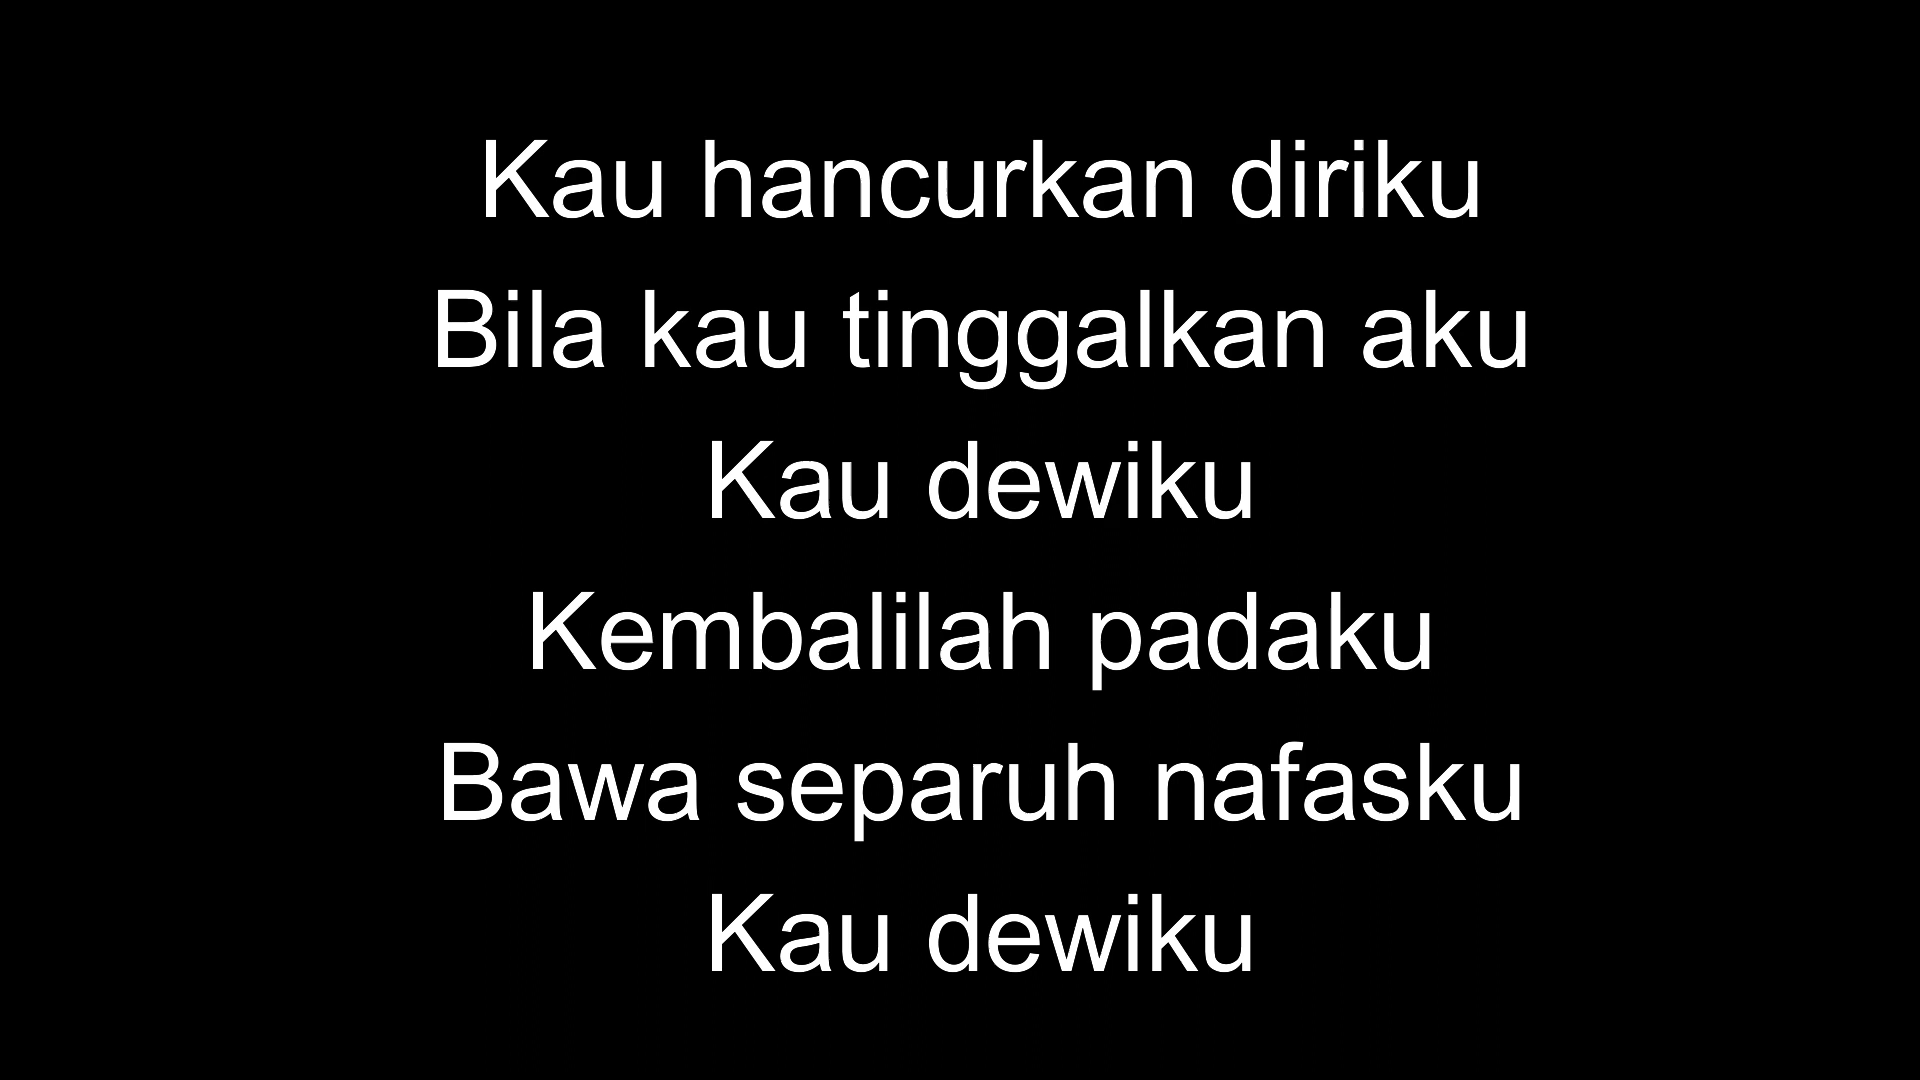 Kau hancurkan diriku
Bila kau tinggalkan aku
Kau dewiku
Kembalilah padaku
Bawa separuh nafasku
Kau dewiku